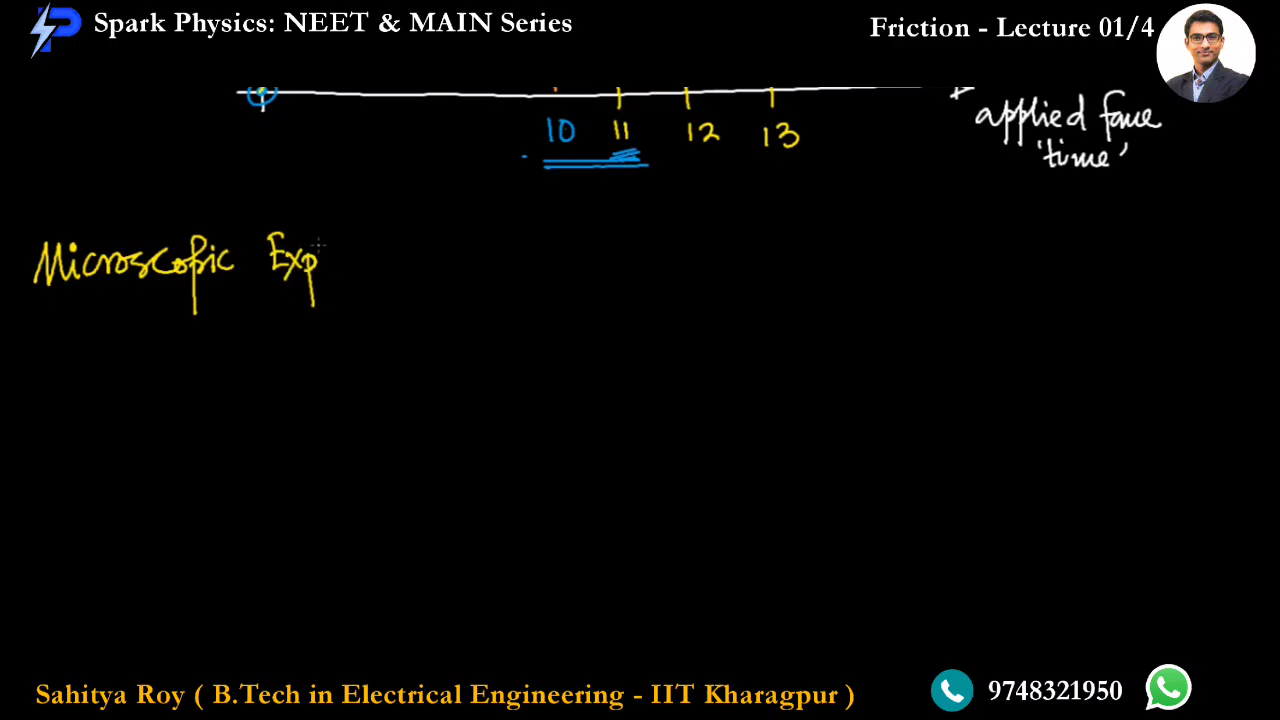 Spark Physics: NEET & MAIN Series
Friction - Lecture 01/4
10 11 12 13
applied force
'time'
Microscopic Exp
Sahitya Roy ( B.Tech in Electrical Engineering - IIT Kharagpur )
9748321950